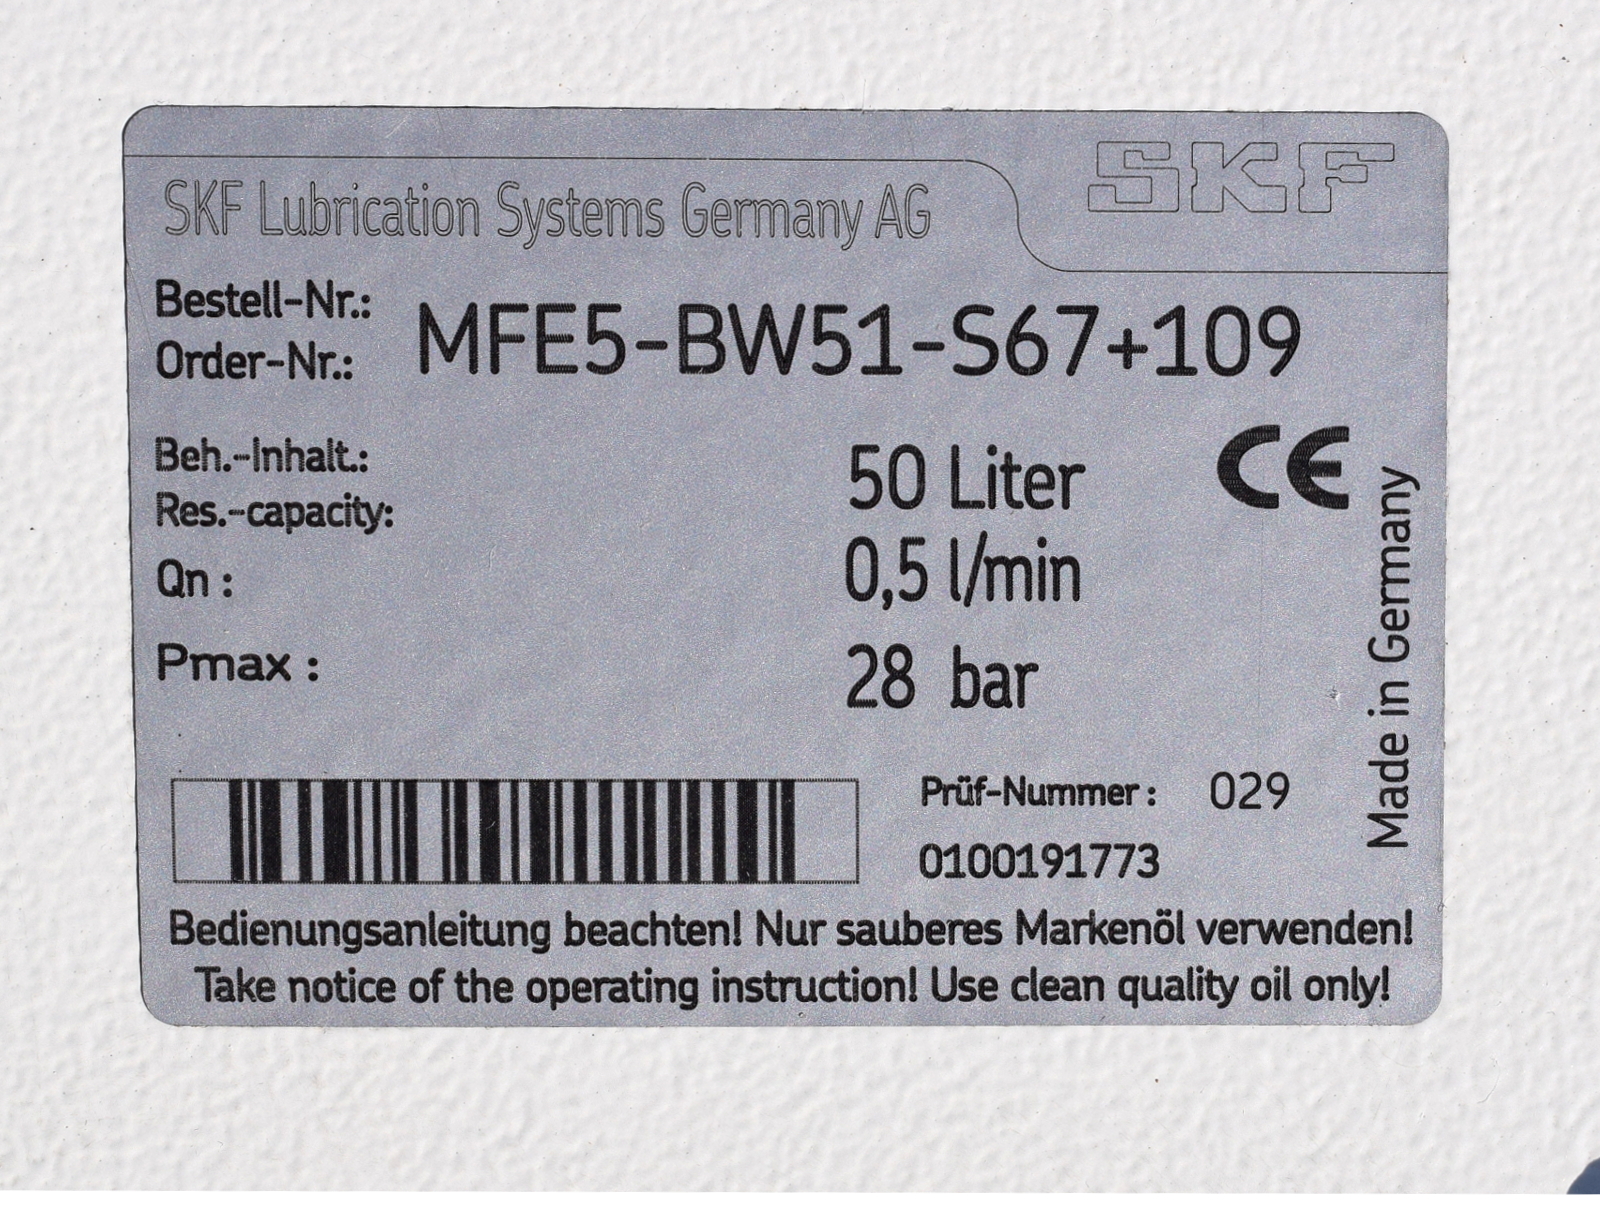 SKF
SKF Lubrication Systems Germany AG
Bestell-Nr.:
Order-Nr.:
MFE5-BW51-S67+109
Beh.-Inhalt.:
Res.-capacity:
50 Liter
CE
Qn :
0,5 l/min
Pmax :
28 bar
Made in Germany
Prüf-Nummer : 029
0100191773
Bedienungsanleitung beachten! Nur sauberes Markenöl verwenden!
Take notice of the operating instruction! Use clean quality oil only!